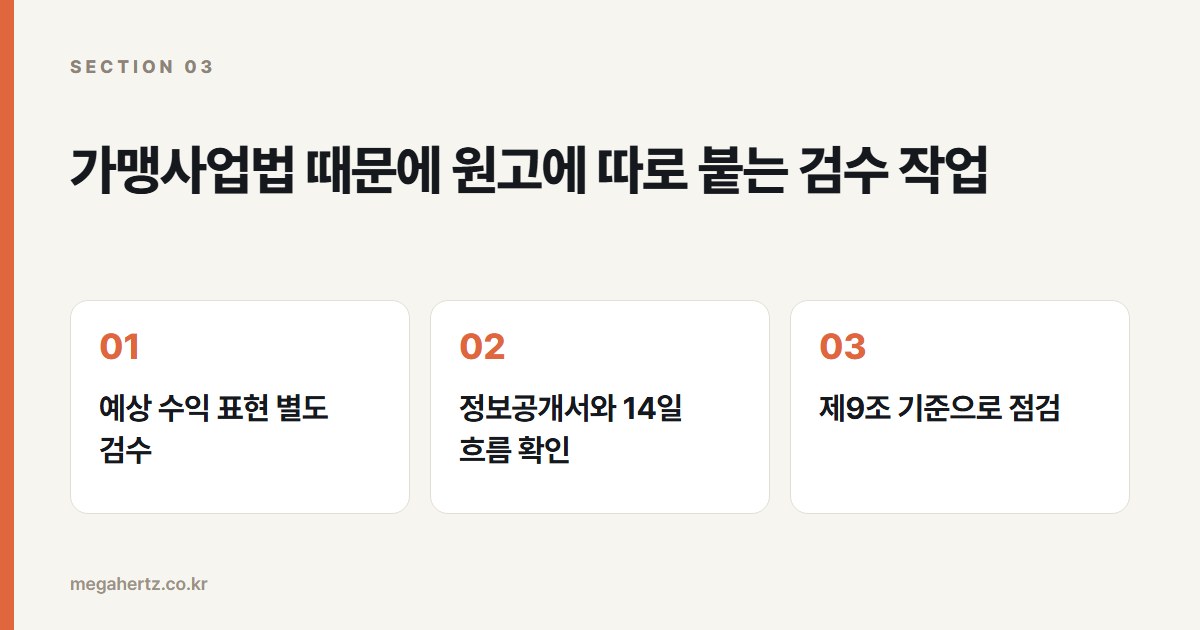 SECTION 03
가맹사업법 때문에 원고에 따로 붙는 검수 작업
01
예상 수익 표현 별도
검수
02
정보공개서와 14일
흐름 확인
03
제9조 기준으로 점검
megahertz.co.kr